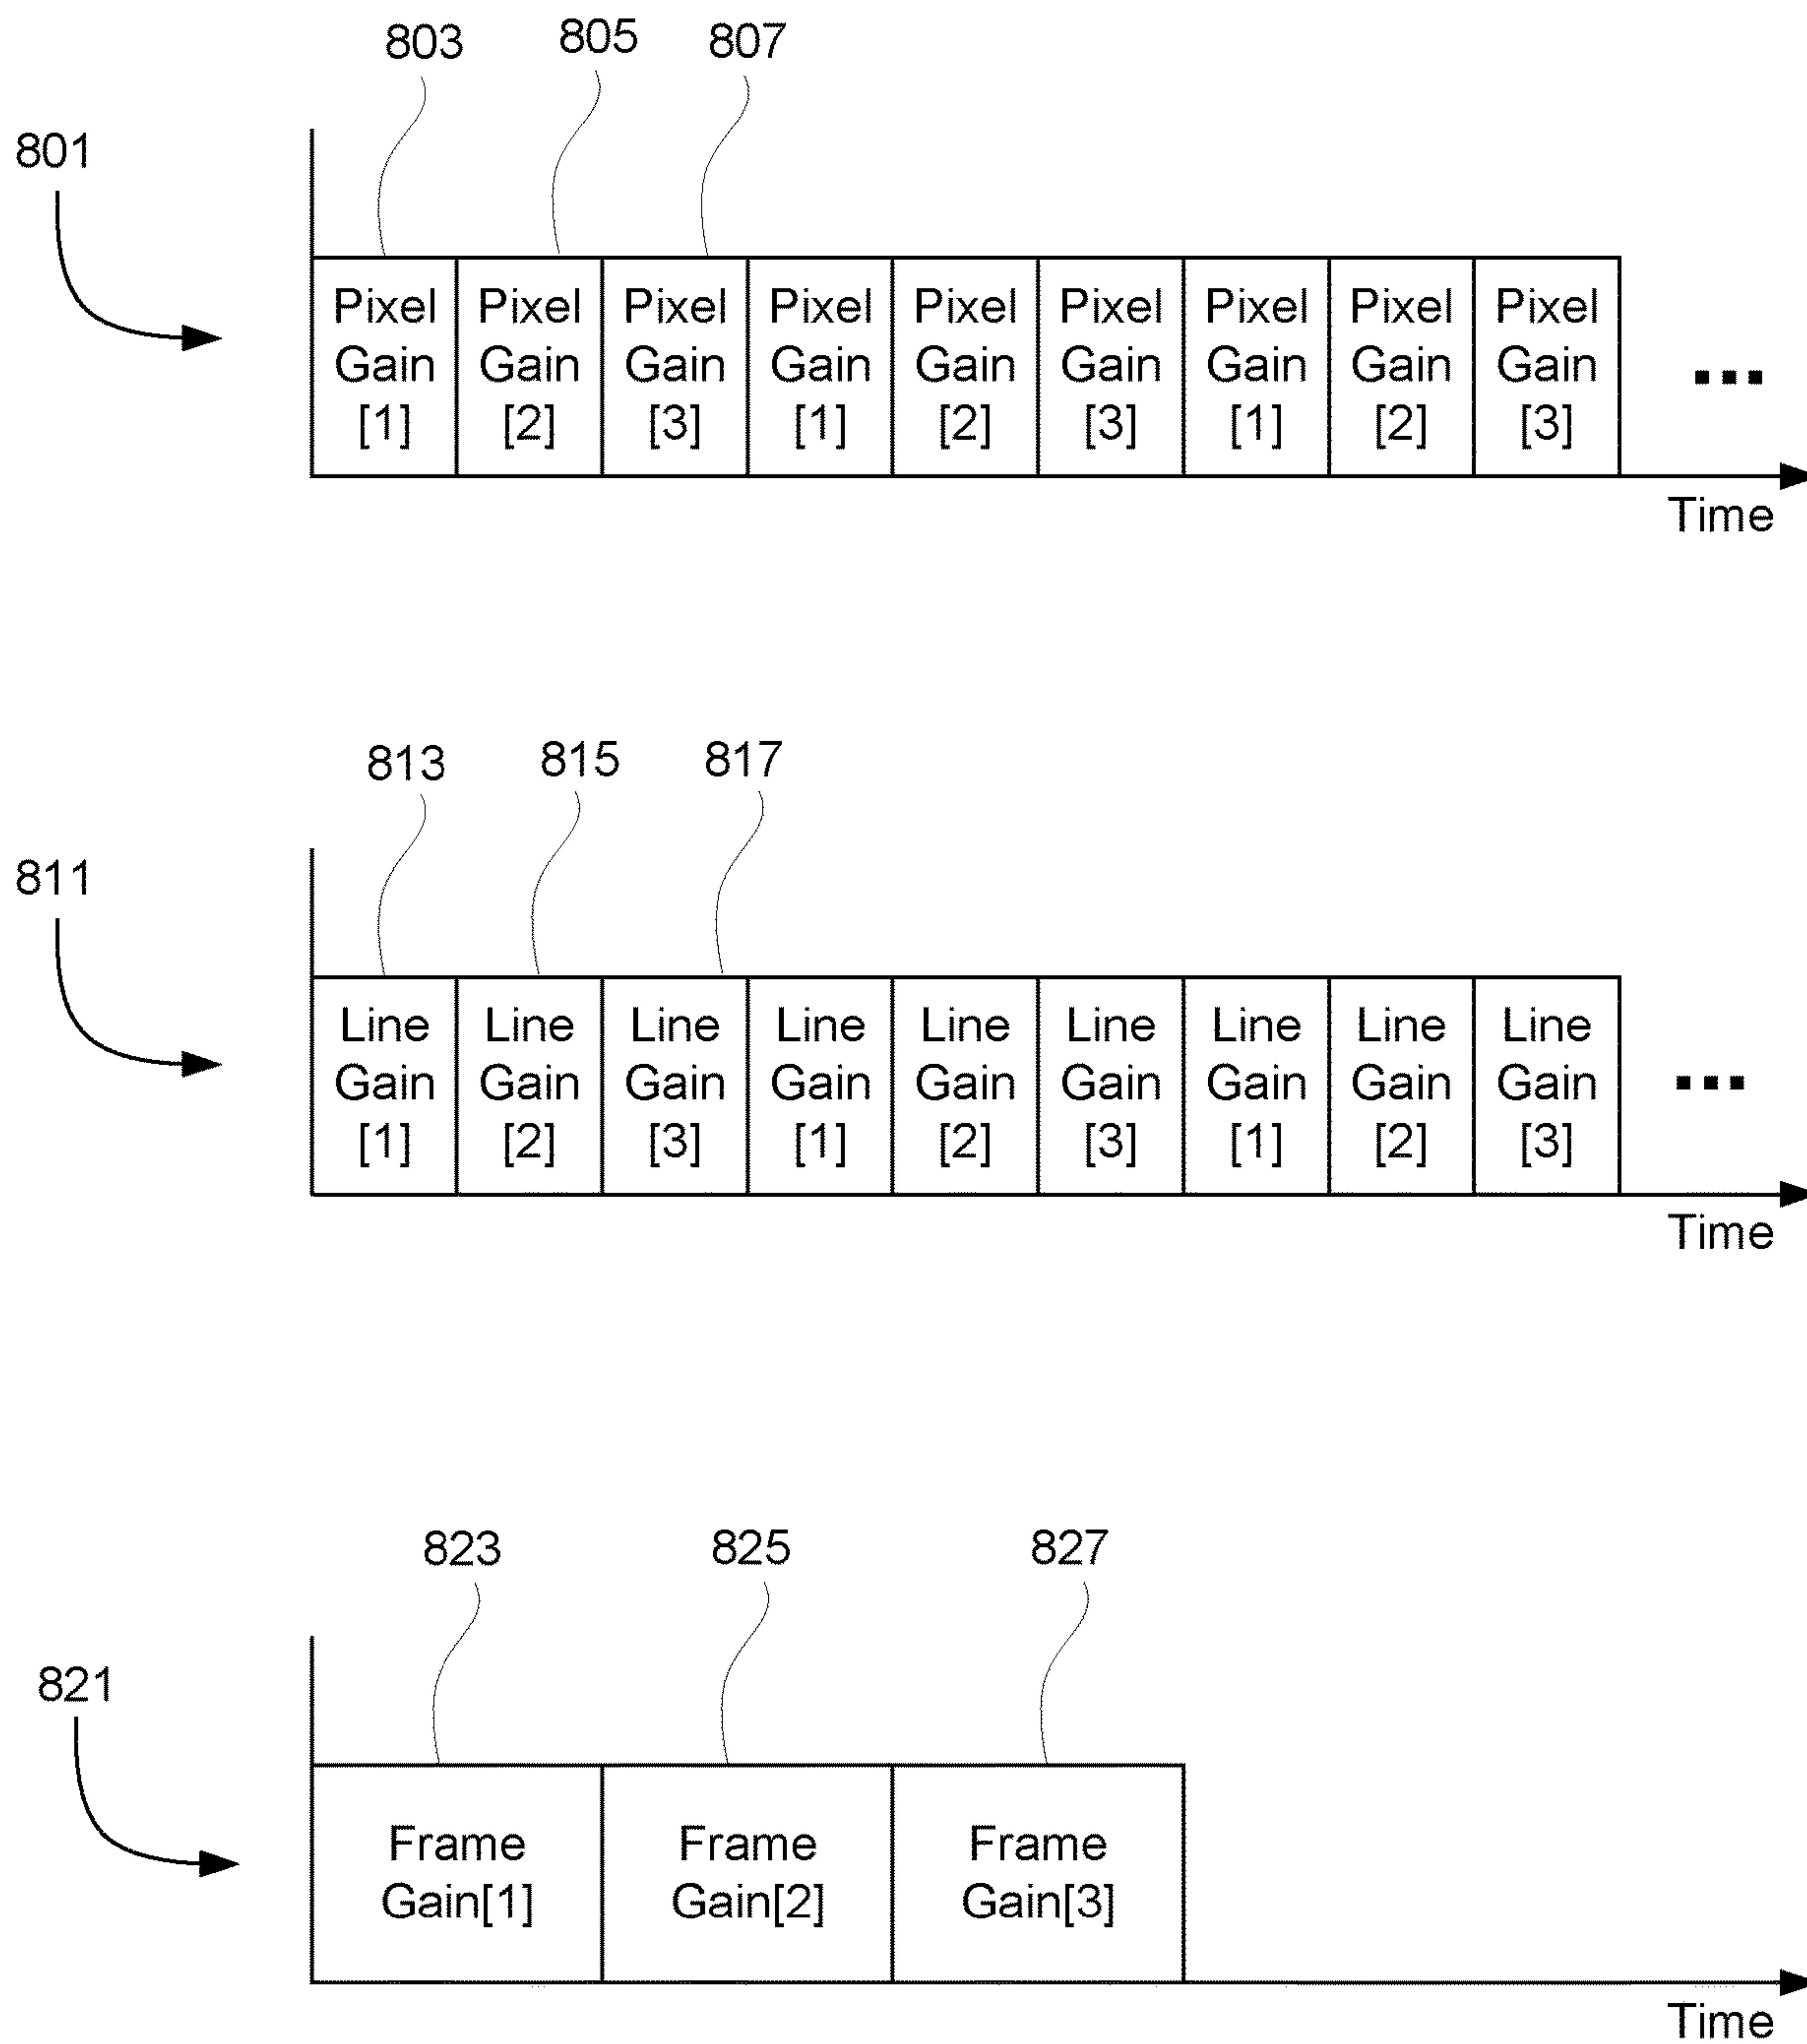 803 805 807
801
Pixel Pixel Pixel Pixel Pixel Pixel Pixel Pixel Pixel
Gain Gain Gain Gain Gain Gain Gain Gain Gain
[1] [2] [3] [1] [2] [3] [1] [2] [3]
...
Time
813 815 817
811
Line Line Line Line Line Line Line Line Line
Gain Gain Gain Gain Gain Gain Gain Gain Gain
[1] [2] [3] [1] [2] [3] [1] [2] [3]
...
Time
823 825 827
821
Frame Frame Frame
Gain[1] Gain[2] Gain[3]
Time